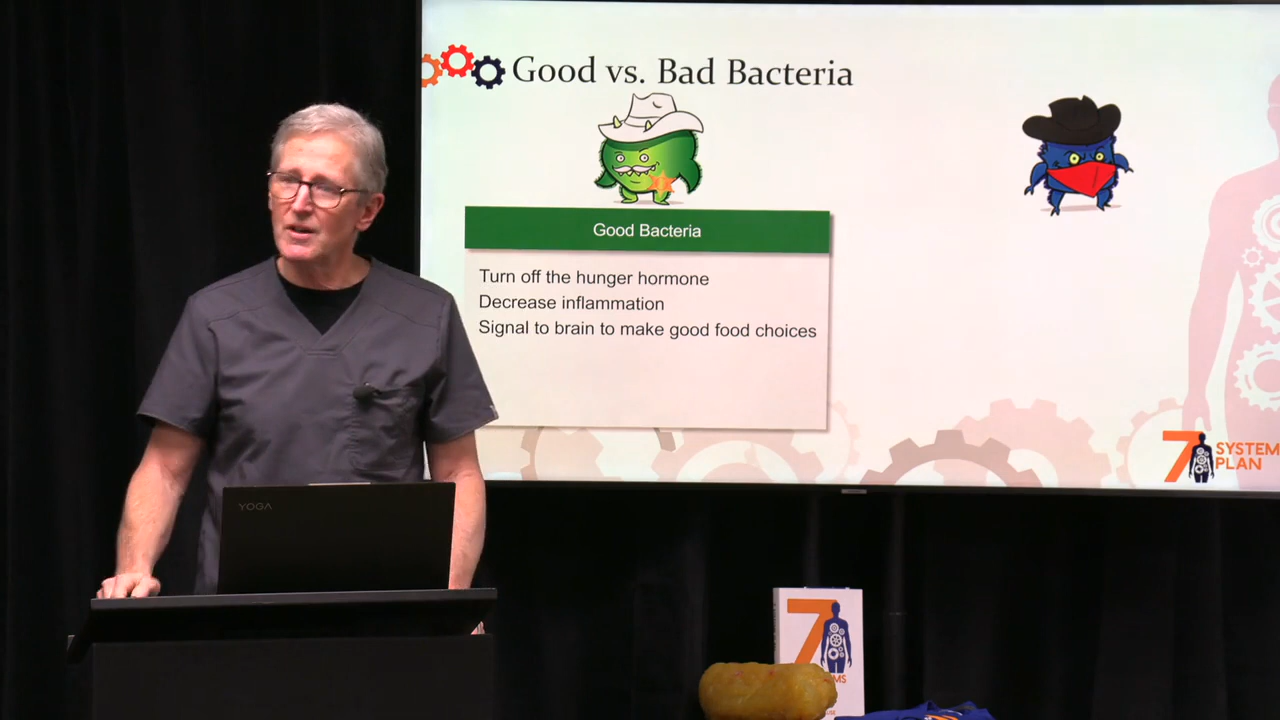 Good vs. Bad Bacteria
Good Bacteria
Turn off the hunger hormone
Decrease inflammation
Signal to brain to make good food choices
7
SYSTEM
PLAN
YOGA
7